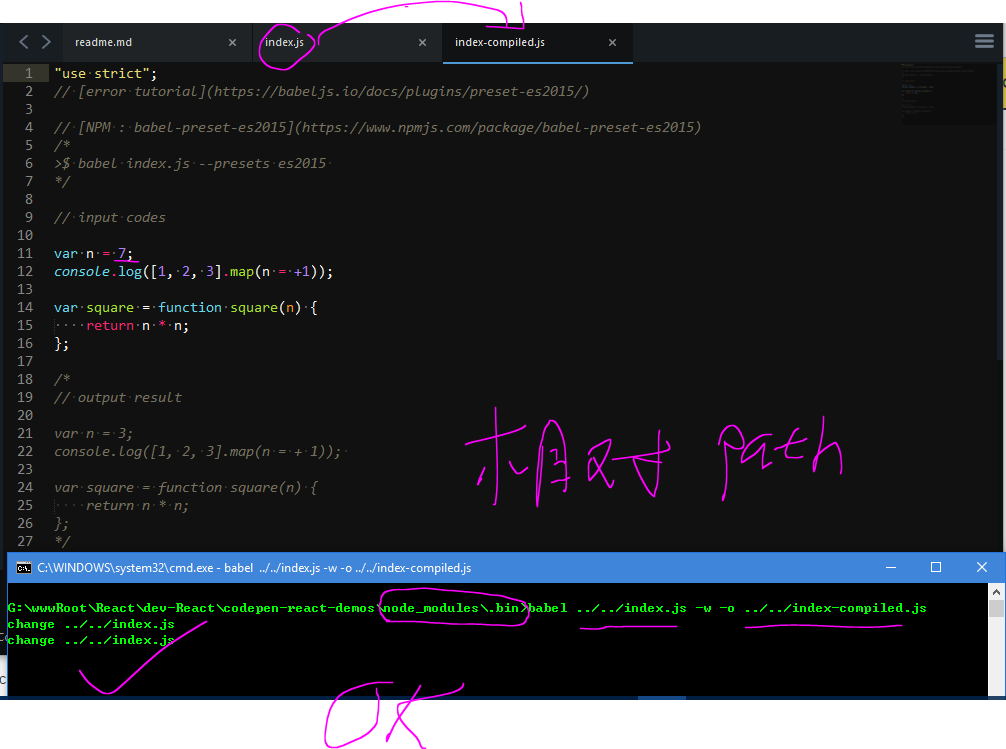 readme.md
index.js
index-compiled.js
1 "use strict";
2 // [error tutorial](https://babeljs.io/docs/plugins/preset-es2015/)
3
4 // [NPM : babel-preset-es2015](https://www.npmjs.com/package/babel-preset-es2015)
5 /*
6 >$ babel index.js --presets es2015
7 */
8
9 // input codes
10
11 var n = 7;
12 console.log([1, 2, 3].map(n = +1));
13
14 var square = function square(n) {
15 return n * n;
16 };
17
18 /*
19 // output result
20
21 var n = 3;
22 console.log([1, 2, 3].map(n = + 1));
23
24 var square = function square(n) {
25 return n * n;
26 };
27 */
相对 path
C:\WINDOWS\system32\cmd.exe - babel ../../index.js -w -o ../../index-compiled.js
G:\wwwRoot\React\dev-React\codepen-react-demos\node_modules\.bin>babel ../../index.js -w -o ../../index-compiled.js
change ../../index.js
change ../../index.js
OK